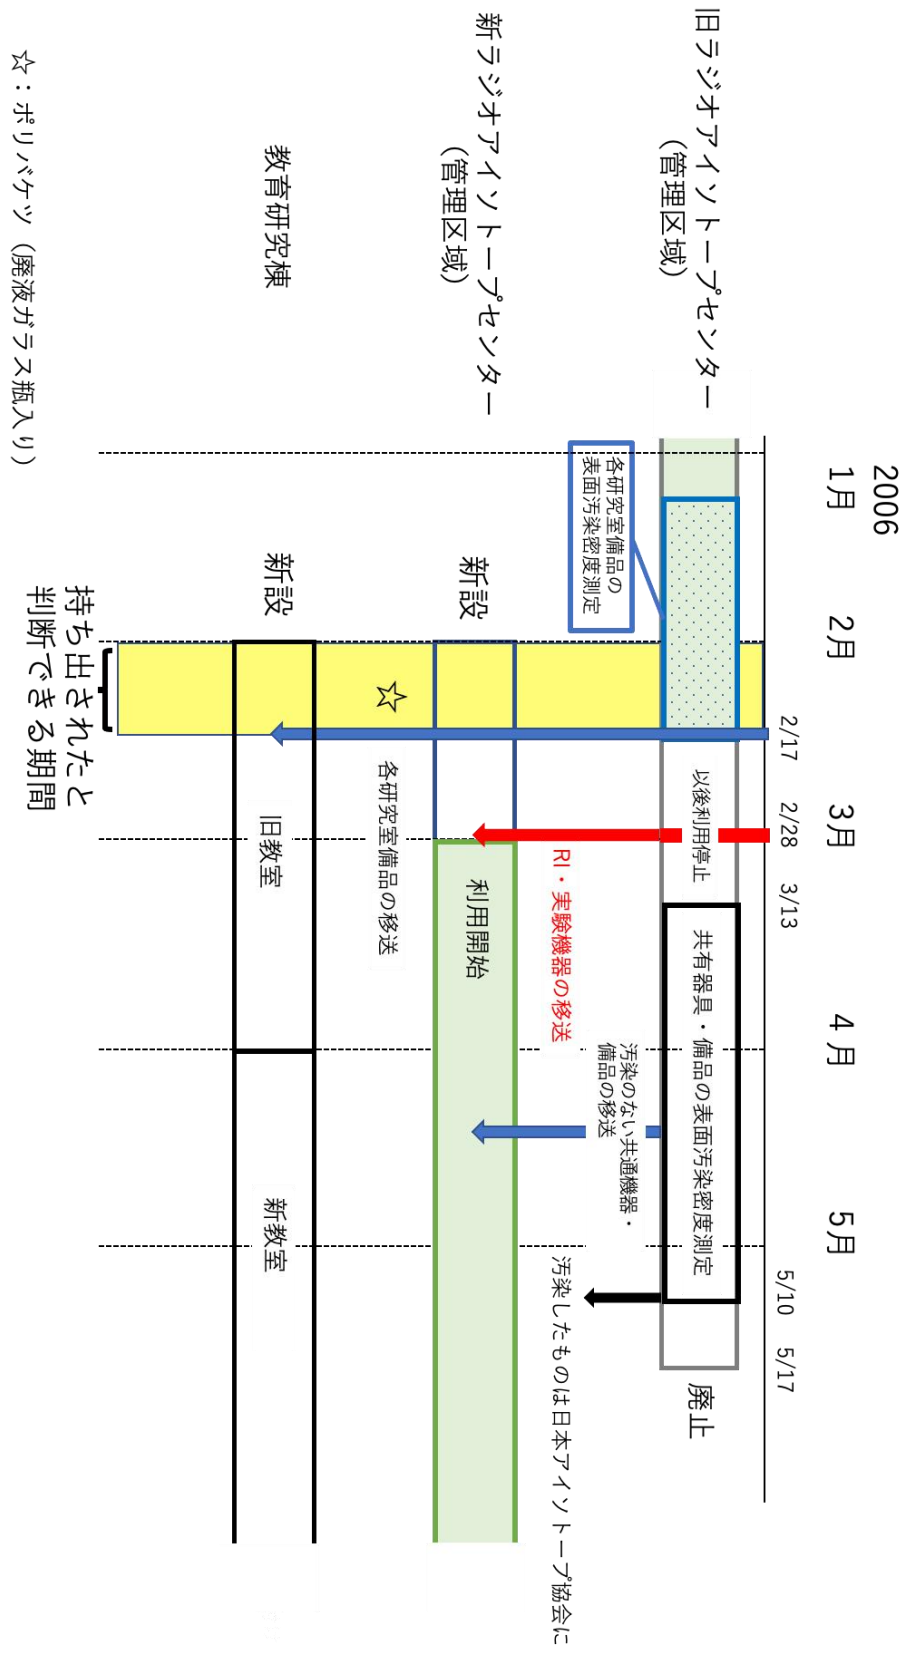 2006
1月
2月
3月
4月
5月
2/17
2/28
3/13
5/10
5/17
旧ラジオアイソトープセンター
(管理区域)
以後利用停止
共有器具・備品の表面汚染密度測定
廃止
各研究室備品の
表面汚染密度測定
汚染のない共通機器・
備品の移送
RI・実験機器の移送
汚染したものは日本アイソトープ協会に
新ラジオアイソトープセンター
(管理区域)
新設
利用開始
☆
各研究室備品の移送
教育研究棟
新設
旧教室
新教室
持ち出されたと
判断できる期間
☆:ポリバケツ(廃液ガラス瓶入り)